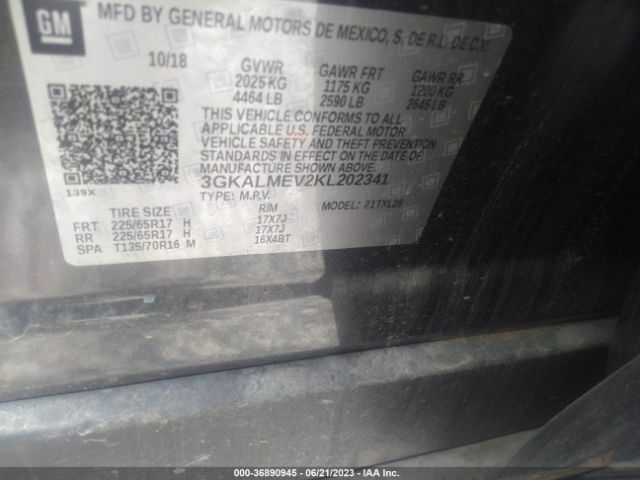 GM
MFD BY GENERAL MOTORS DE MEXICO, S. DE R.L. DE C.V.
10/18 GVWR GAWR FRT GAWR RR
2025 KG 1175 KG 1200 KG
4464 LB 2590 LB 2645 LB
THIS VEHICLE CONFORMS TO ALL
APPLICABLE U.S. FEDERAL MOTOR
VEHICLE SAFETY AND THEFT PREVENTION
STANDARDS IN EFFECT ON THE DATE OF
MANUFACTURE SHOWN ABOVE.
139X 3GKALMEV2KL202341
TYPE: M.P.V. MODEL: 21TXL26
TIRE SIZE RIM
FRT 225/65R17 H 17X7J
RR 225/65R17 H 17X7J
SPA T135/70R16 M 16X4BT
000-36890945 - 06/21/2023 - IAAI.com